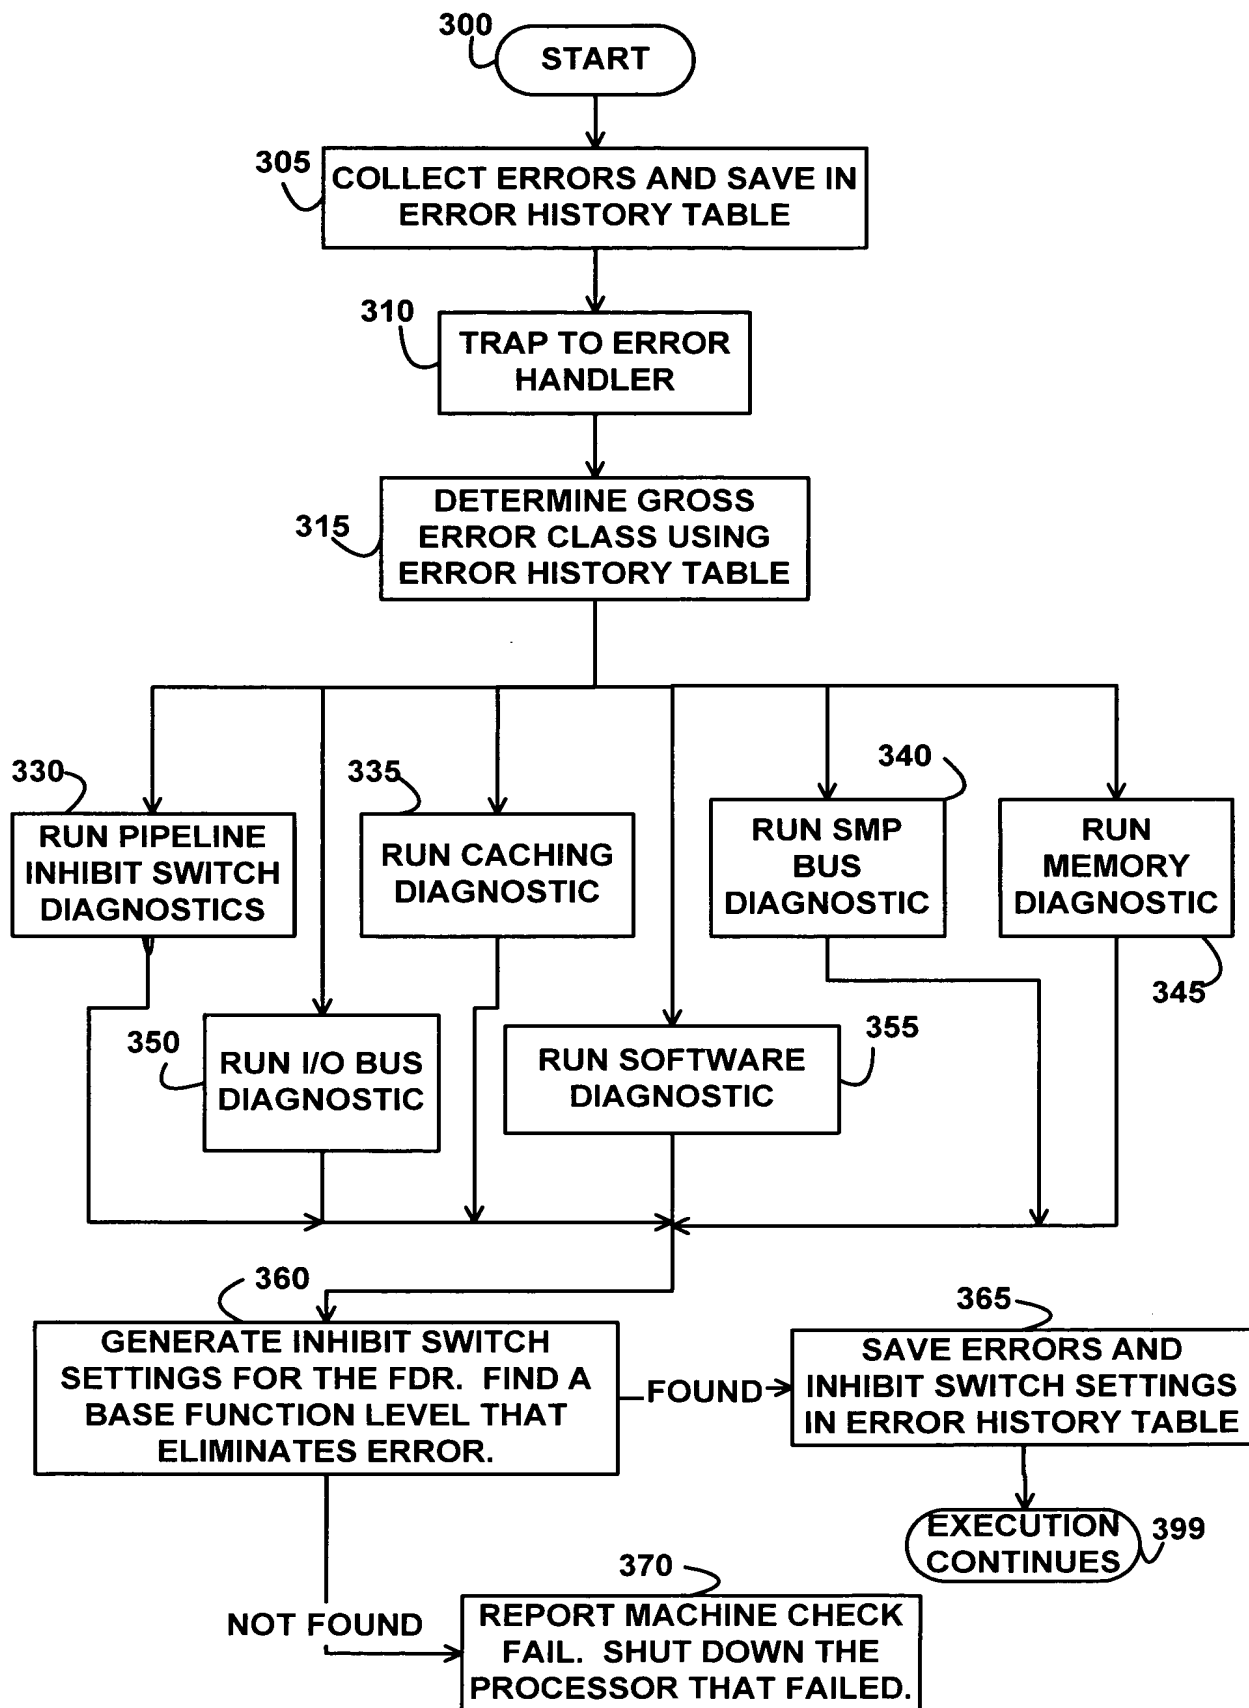 300
START
305
COLLECT ERRORS AND SAVE IN
ERROR HISTORY TABLE
310
TRAP TO ERROR
HANDLER
315
DETERMINE GROSS
ERROR CLASS USING
ERROR HISTORY TABLE
330
RUN PIPELINE
INHIBIT SWITCH
DIAGNOSTICS
335
RUN CACHING
DIAGNOSTIC
340
RUN SMP
BUS
DIAGNOSTIC
RUN
MEMORY
DIAGNOSTIC
345
350
RUN I/O BUS
DIAGNOSTIC
355
RUN SOFTWARE
DIAGNOSTIC
360
GENERATE INHIBIT SWITCH
SETTINGS FOR THE FDR. FIND A
BASE FUNCTION LEVEL THAT
ELIMINATES ERROR.
FOUND
365
SAVE ERRORS AND
INHIBIT SWITCH SETTINGS
IN ERROR HISTORY TABLE
EXECUTION
CONTINUES
399
NOT FOUND
370
REPORT MACHINE CHECK
FAIL. SHUT DOWN THE
PROCESSOR THAT FAILED.